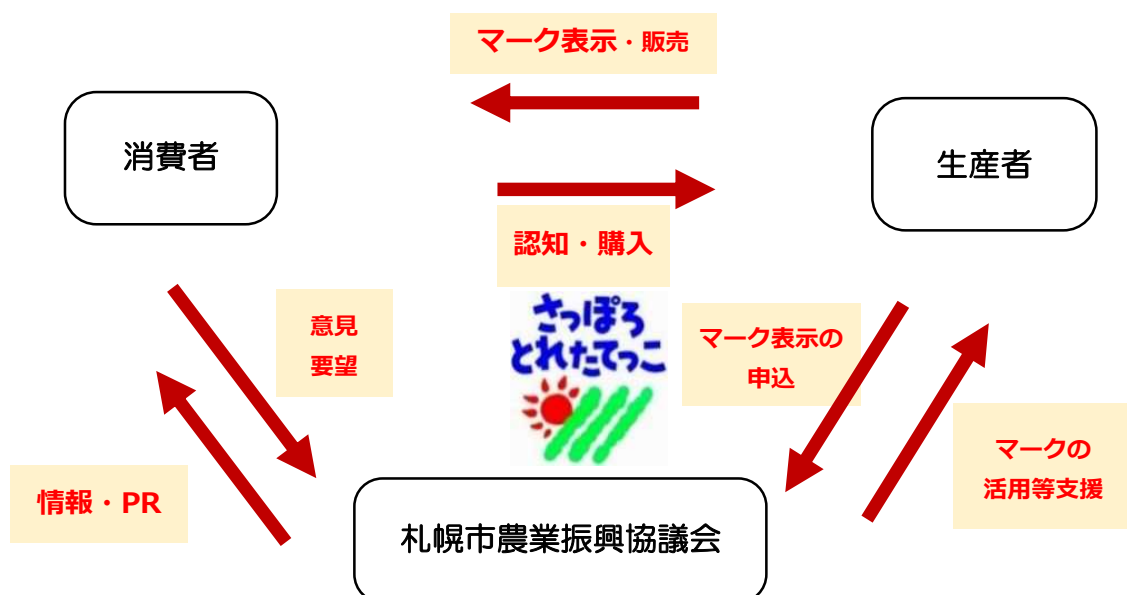 マーク表示・販売
消費者
生産者
認知・購入
意見
要望
さっぽろ
とれたてっこ
マーク表示の
申込
情報・PR
マークの
活用等支援
札幌市農業振興協議会